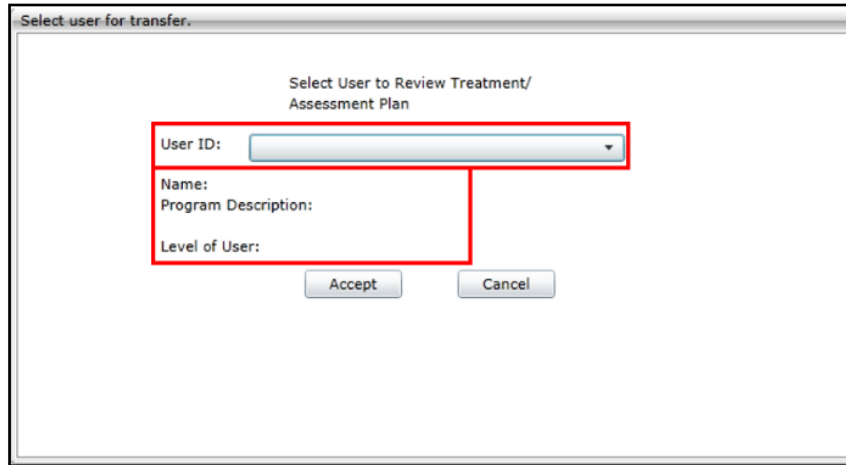 Select user for transfer.
Select User to Review Treatment/
Assessment Plan
User ID:
Name:
Program Description:
Level of User:
Accept Cancel